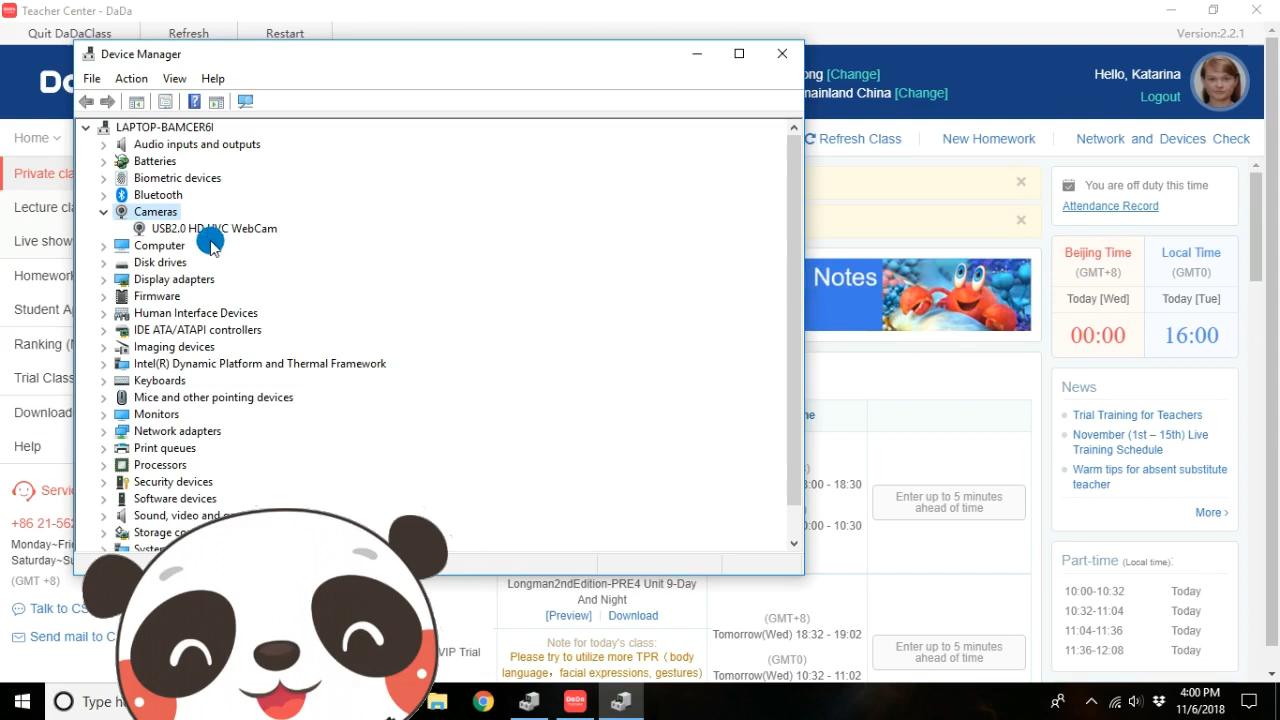 Teacher Center - DaDa
Quit DaDaClass
Refresh
Restart
Version:2.2.1
Device Manager
File
Action
View
Help
LAPTOP-BAMCER6I
Audio inputs and outputs
Batteries
Biometric devices
Bluetooth
Cameras
USB2.0 HD UVC WebCam
Computer
Disk drives
Display adapters
Firmware
Human Interface Devices
IDE ATA/ATAPI controllers
Imaging devices
Intel(R) Dynamic Platform and Thermal Framework
Keyboards
Mice and other pointing devices
Monitors
Network adapters
Print queues
Processors
Security devices
Software devices
Sound, video and
Storage
[Change]
mainland China [Change]
Hello, Katarina
Logout
Home
Refresh Class
New Homework
Network and Devices Check
Private
Lecture
Live show
Homework
Student
Ranking
Trial Class
Download
Help
+86 21-562
(GMT +8)
Talk to CS
Send mail to C
Notes
You are off duty this time
Attendance Record
Beijing Time
(GMT+8)
Today [Wed]
00:00
Local Time
(GMT0)
Today [Tue]
16:00
News
Trial Training for Teachers
November (1st – 15th) Live
Training Schedule
Warm tips for absent substitute
teacher
More ›
Part-time (Local time):
10:00-10:32 Today
10:32-11:04 Today
11:04-11:36 Today
11:36-12:08 Today
:00 - 18:30
:00 - 10:30
Enter up to 5 minutes
ahead of time
Longman2ndEdition-PRE4 Unit 9-Day
And Night
[Preview] Download
VIP Trial
Note for today's class:
Please try to utilize more TPR（body
language，facial expressions, gestures)
(GMT+8)
Tomorrow(Wed) 18:32 - 19:02
(GMT0)
Tomorrow(Wed) 10:32 - 11:02
Enter up to 5 minutes
ahead of time
Type
DaDa
4:00 PM
11/6/2018